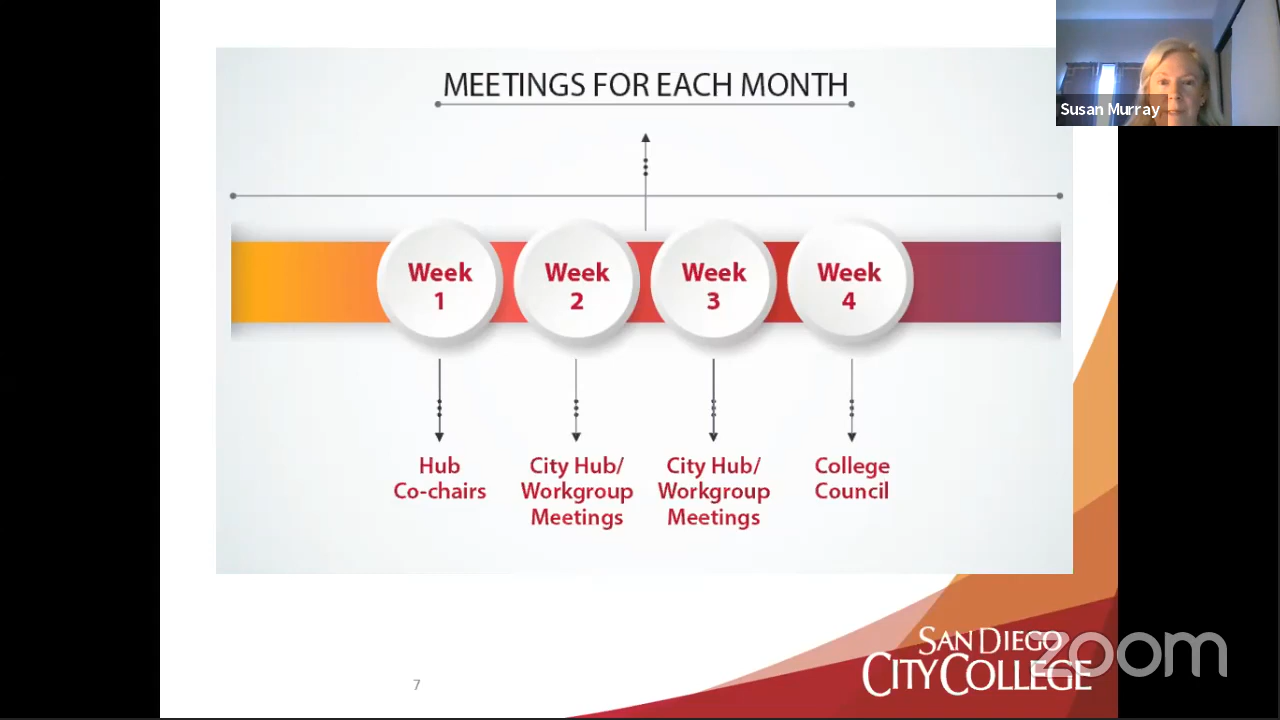 MEETINGS FOR EACH MONTH
Susan Murray
Week
1
Week
2
Week
3
Week
4
Hub
Co-chairs
City Hub/
Workgroup
Meetings
City Hub/
Workgroup
Meetings
College
Council
SAN DIEGO
CITY COLLEGE
zoom
7